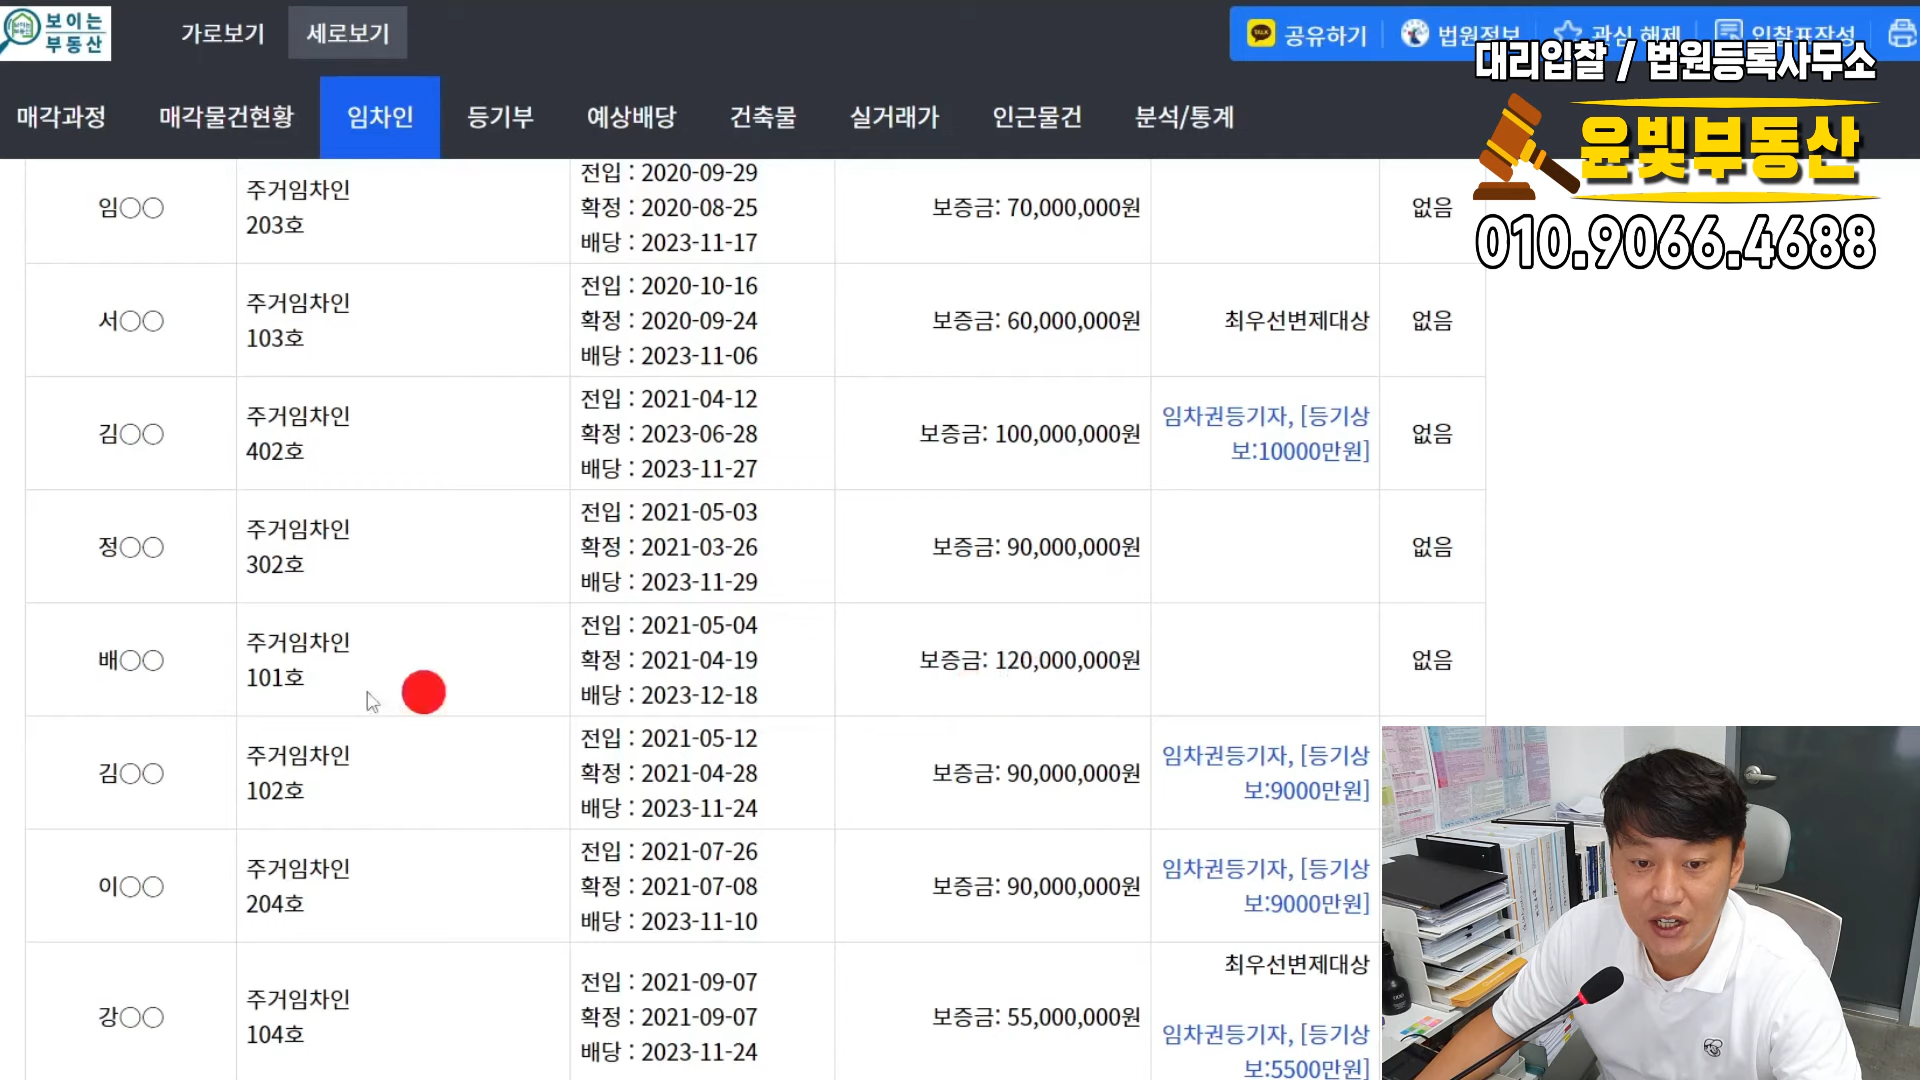 보이는
부동산
가로보기
세로보기
공유하기
법원정보
관심 해제
입찰표작성
대리입찰 / 법원등록사무소
윤빛부동산
010.9066.4688
매각과정
매각물건현황
임차인
등기부
예상배당
건축물
실거래가
인근물건
분석/통계
임○○
주거임차인
203호
전입 : 2020-09-29
확정 : 2020-08-25
배당 : 2023-11-17
보증금: 70,000,000원
없음
서○○
주거임차인
103호
전입 : 2020-10-16
확정 : 2020-09-24
배당 : 2023-11-06
보증금: 60,000,000원
최우선변제대상
없음
김○○
주거임차인
402호
전입 : 2021-04-12
확정 : 2023-06-28
배당 : 2023-11-27
보증금: 100,000,000원
임차권등기자, [등기상
보:10000만원]
없음
정○○
주거임차인
302호
전입 : 2021-05-03
확정 : 2021-03-26
배당 : 2023-11-29
보증금: 90,000,000원
없음
배○○
주거임차인
101호
전입 : 2021-05-04
확정 : 2021-04-19
배당 : 2023-12-18
보증금: 120,000,000원
없음
김○○
주거임차인
102호
전입 : 2021-05-12
확정 : 2021-04-28
배당 : 2023-11-24
보증금: 90,000,000원
임차권등기자, [등기상
보:9000만원]
이○○
주거임차인
204호
전입 : 2021-07-26
확정 : 2021-07-08
배당 : 2023-11-10
보증금: 90,000,000원
임차권등기자, [등기상
보:9000만원]
강○○
주거임차인
104호
전입 : 2021-09-07
확정 : 2021-09-07
배당 : 2023-11-24
보증금: 55,000,000원
최우선변제대상
임차권등기자, [등기상
보:5500만원]